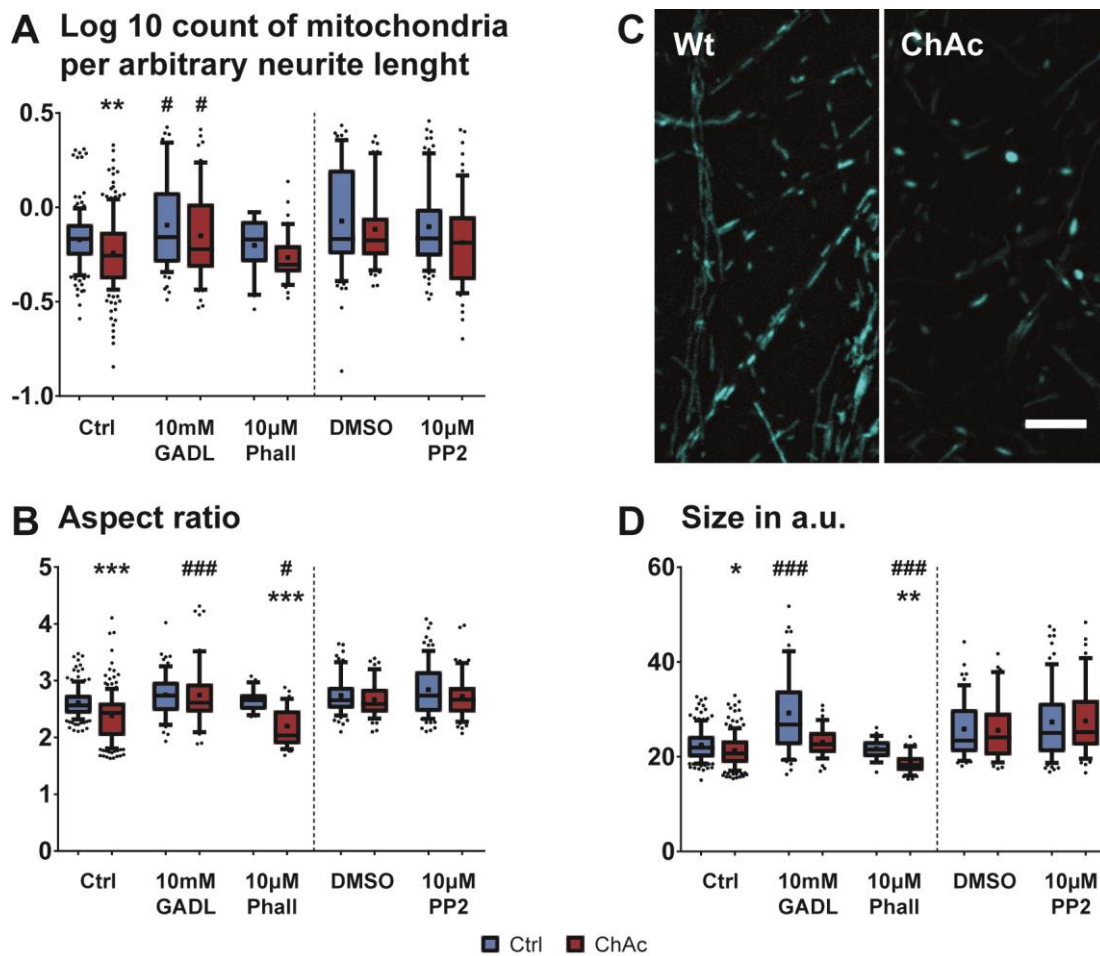 A Log 10 count of mitochondria
per arbitrary neurite lenght
** # #
0.5
0.0
-0.5
-1.0
Ctrl 10mM 10µM DMSO 10µM
GADL Phall PP2
C Wt ChAc
B Aspect ratio
*** ### #
***
5
4
3
2
1
0
Ctrl 10mM 10µM DMSO 10µM
GADL Phall PP2
D Size in a.u.
* ### ###
**
60
40
20
0
Ctrl 10mM 10µM DMSO 10µM
GADL Phall PP2
Ctrl ChAc